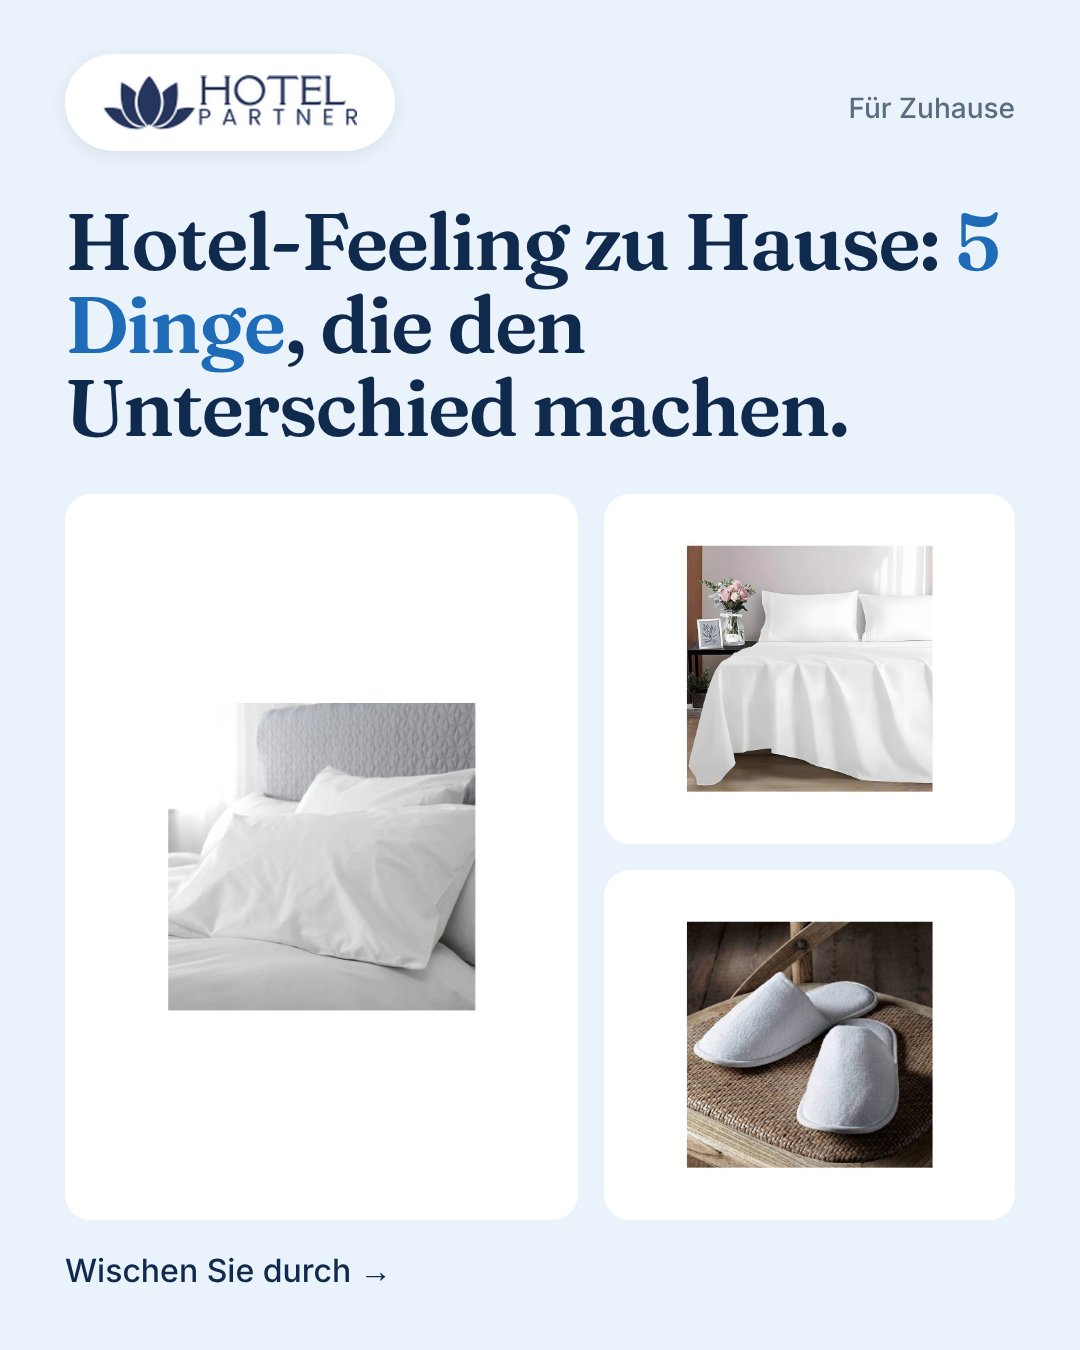 HOTEL
PARTNER
Für Zuhause
Hotel-Feeling zu Hause: 5
Dinge, die den
Unterschied machen.
Wischen Sie durch →